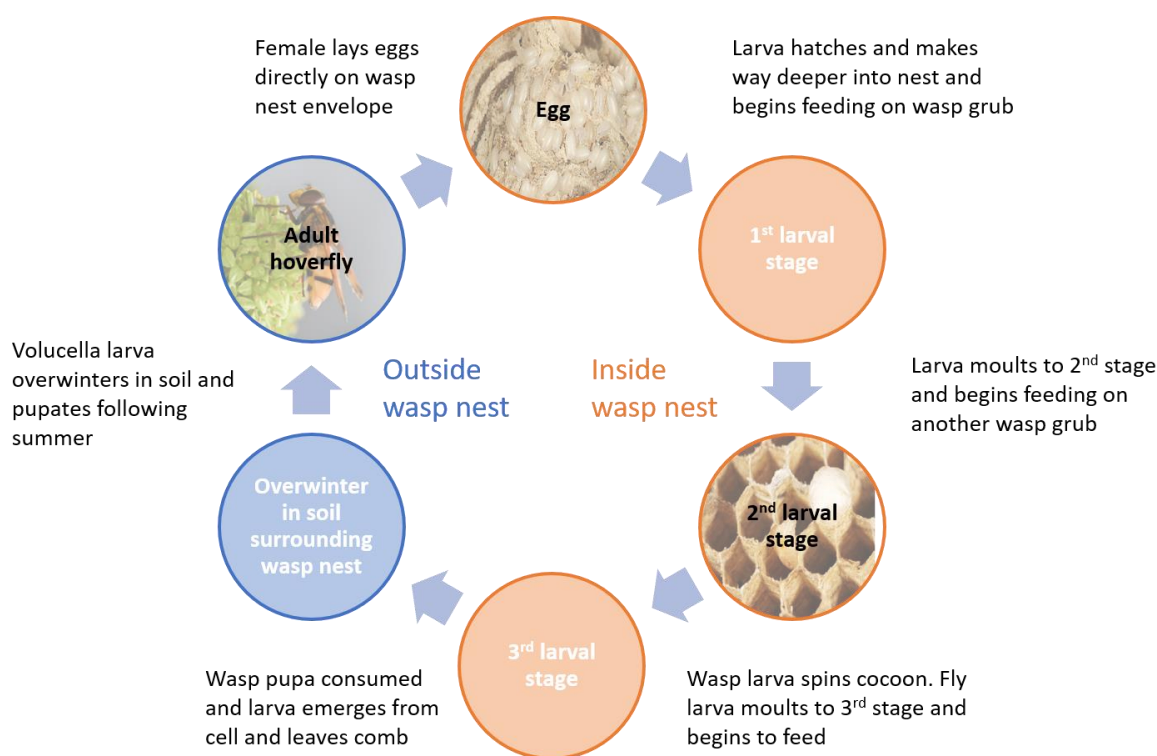 Female lays eggs
directly on wasp
nest envelope
Egg
Larva hatches and makes
way deeper into nest and
begins feeding on wasp grub
1st larval
stage
Larva moults to 2nd stage
and begins feeding on
another wasp grub
2nd larval
stage
Wasp larva spins cocoon. Fly
larva moults to 3rd stage and
begins to feed
3rd larval
stage
Wasp pupa consumed
and larva emerges from
cell and leaves comb
Overwinter
in soil
surrounding
wasp nest
Volucella larva
overwinters in soil and
pupates following
summer
Adult
hoverfly
Outside
wasp nest
Inside
wasp nest